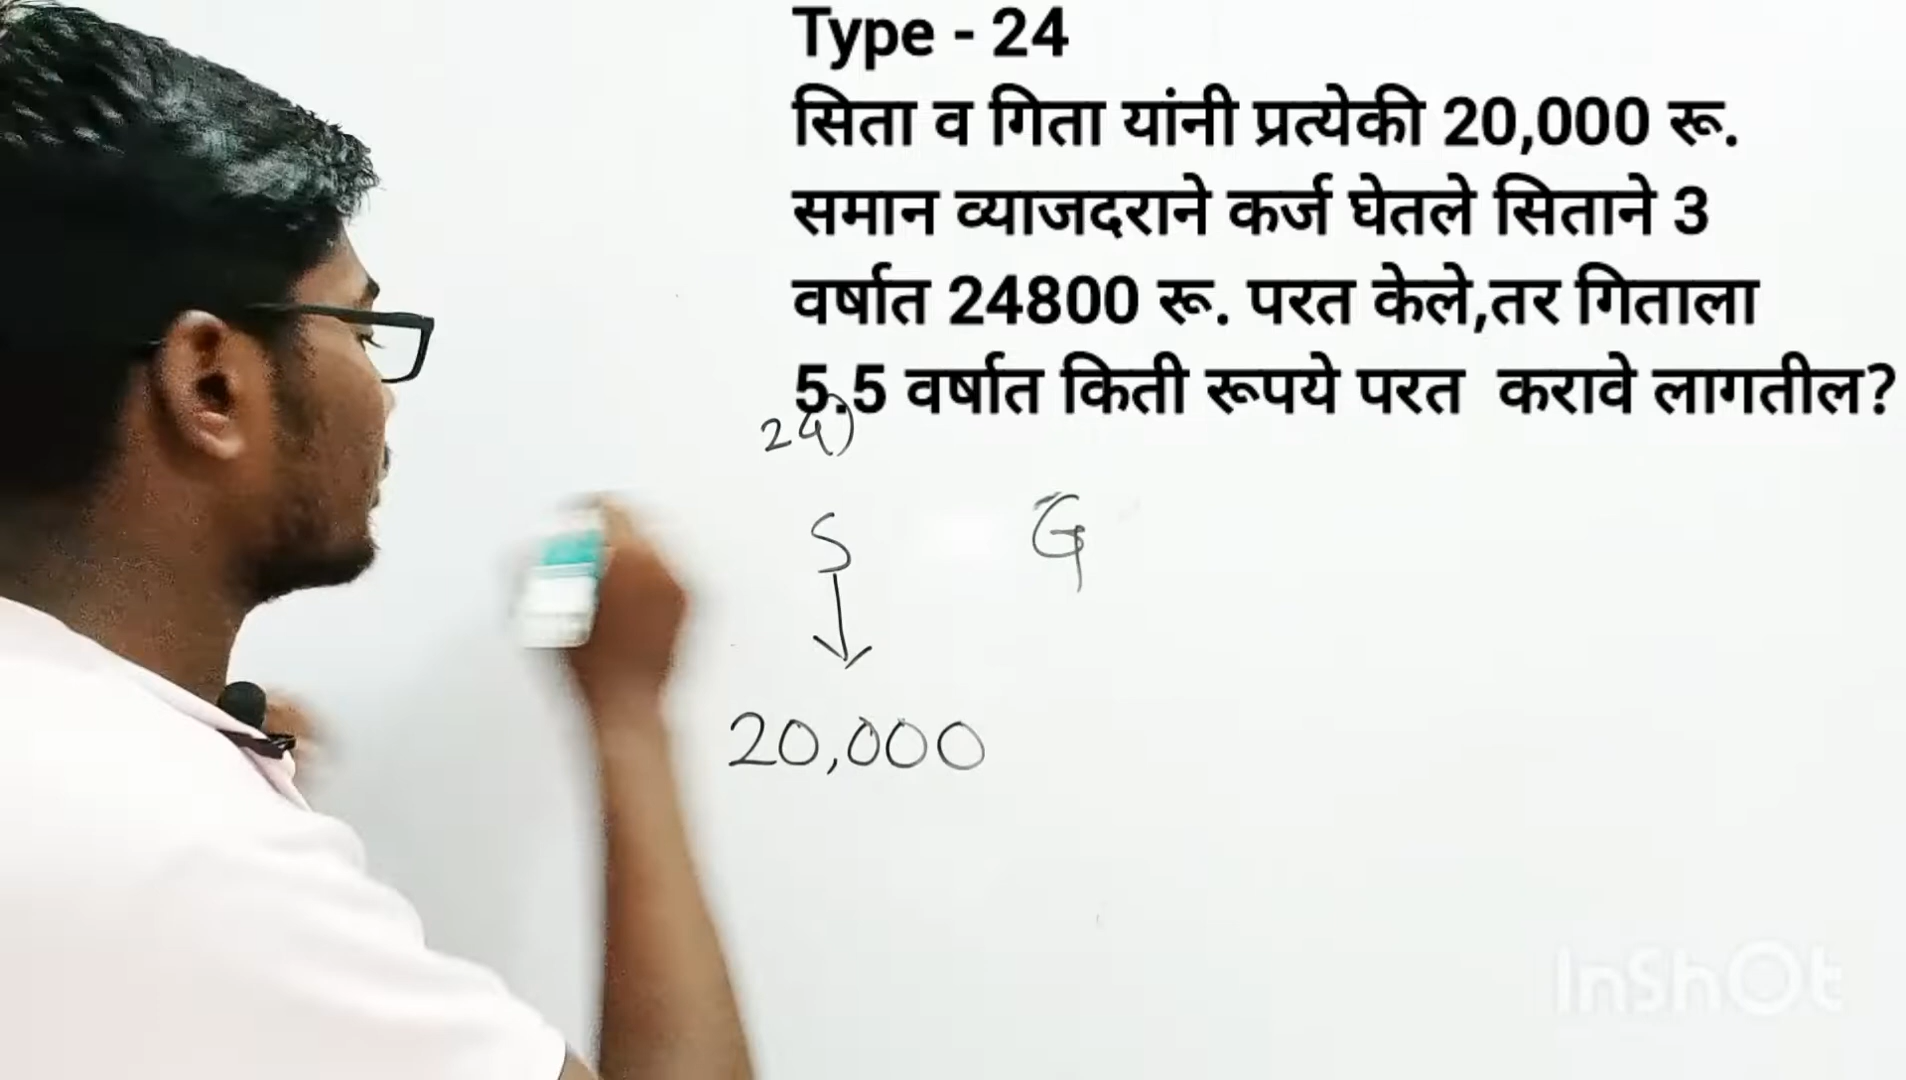 Type - 24
सिता व गिता यांनी प्रत्येकी 20,000 रू.
समान व्याजदराने कर्ज घेतले सिताने 3
वर्षात 24800 रू. परत केले,तर गिताला
5.5 वर्षात किती रूपये परत करावे लागतील?
24)
S G
20,000
InShOt